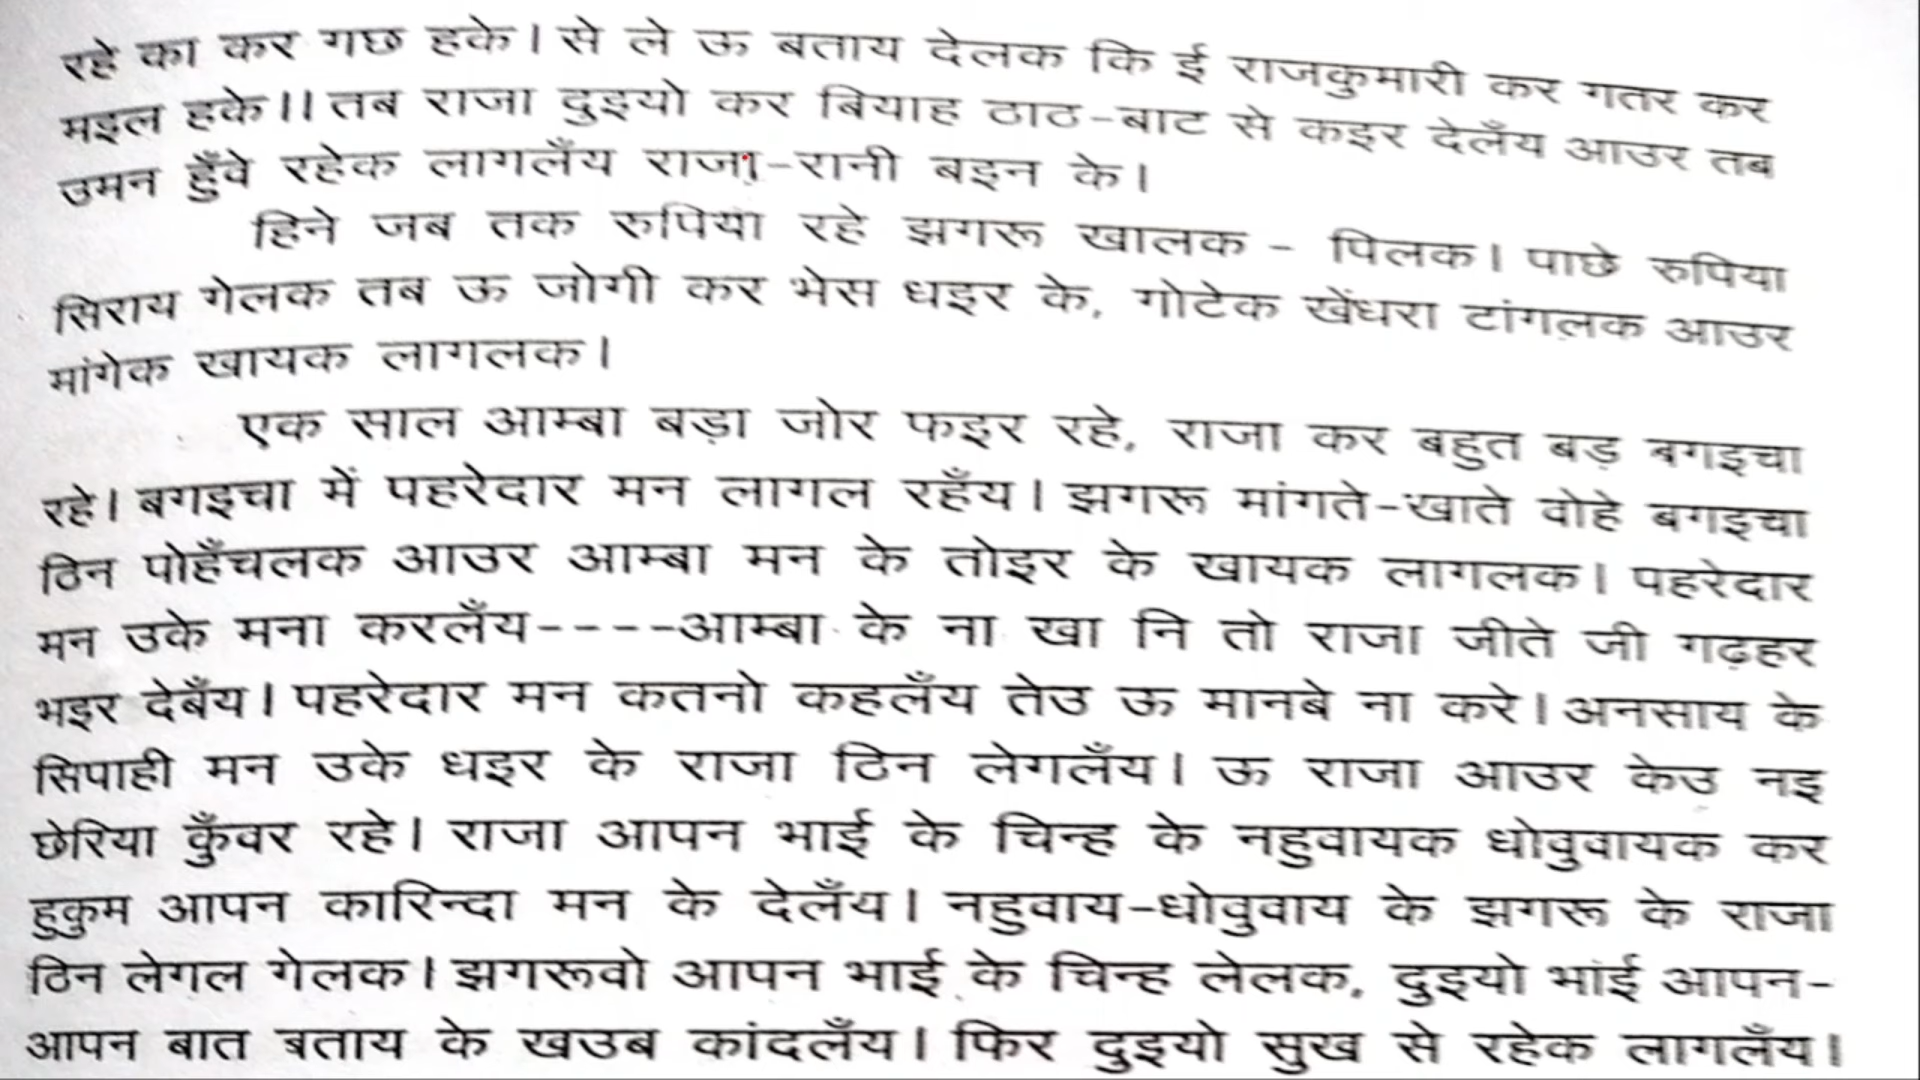 रहे का कर गछ हके। से ले ऊ बताय देलक कि ई राजकुमारी कर गतर कर
मइल हके।। तब राजा दुइयो कर बियाह ठाठ-बाट से कइर देलँय आउर तब
उमन हुँवे रहेक लागलँय राजा-रानी बइन के।
हिने जब तक रुपिया रहे झगरू खालक - पिलक। पाछे रुपिया
सिराय गेलक तब ऊ जोगी कर भेस धइर के, गोटेक खेंधरा टांगलक आउर
मांगेक खायक लागलक।
एक साल आम्बा बड़ा जोर फइर रहे, राजा कर बहुत बड़ बगइचा
रहे। बगइचा में पहरेदार मन लागल रहँय। झगरू मांगते-खाते वोहे बगइचा
ठिन पोहँचलक आउर आम्बा मन के तोइर के खायक लागलक। पहरेदार
मन उके मना करलँय----आम्बा के ना खा नि तो राजा जीते जी गढ़हर
भइर देबँय। पहरेदार मन कतनो कहलँय तेउ ऊ मानबे ना करे। अनसाय के
सिपाही मन उके धइर के राजा ठिन लेगलँय। ऊ राजा आउर केउ नइ
छेरिया कुँवर रहे। राजा आपन भाई के चिन्ह के नहुवायक धोवुवायक कर
हुकुम आपन कारिन्दा मन के देलँय। नहुवाय-धोवुवाय के झगरू के राजा
ठिन लेगल गेलक। झगरूवो आपन भाई के चिन्ह लेलक, दुइयो भाई आपन-
आपन बात बताय के खउब कांदलँय। फिर दुइयो सुख से रहेक लागलँय।